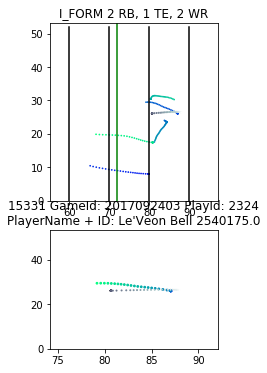 I_FORM 2 RB, 1 TE, 2 WR
50
40
30
20
10
0
60 70 80 90
15331 GameId: 2017092403 PlayId: 2324
PlayerName + ID: Le'Veon Bell 2540175.0
40
20
0
75 80 85 90